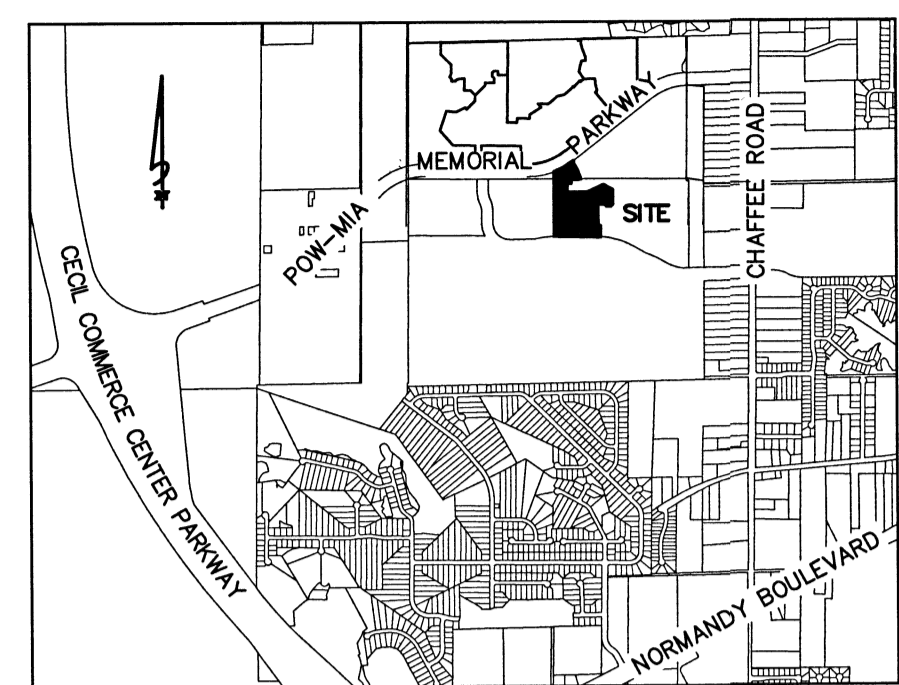 POW-MIA MEMORIAL PARKWAY
SITE
CHAFFEE ROAD
CECIL COMMERCE CENTER PARKWAY
NORMANDY BOULEVARD